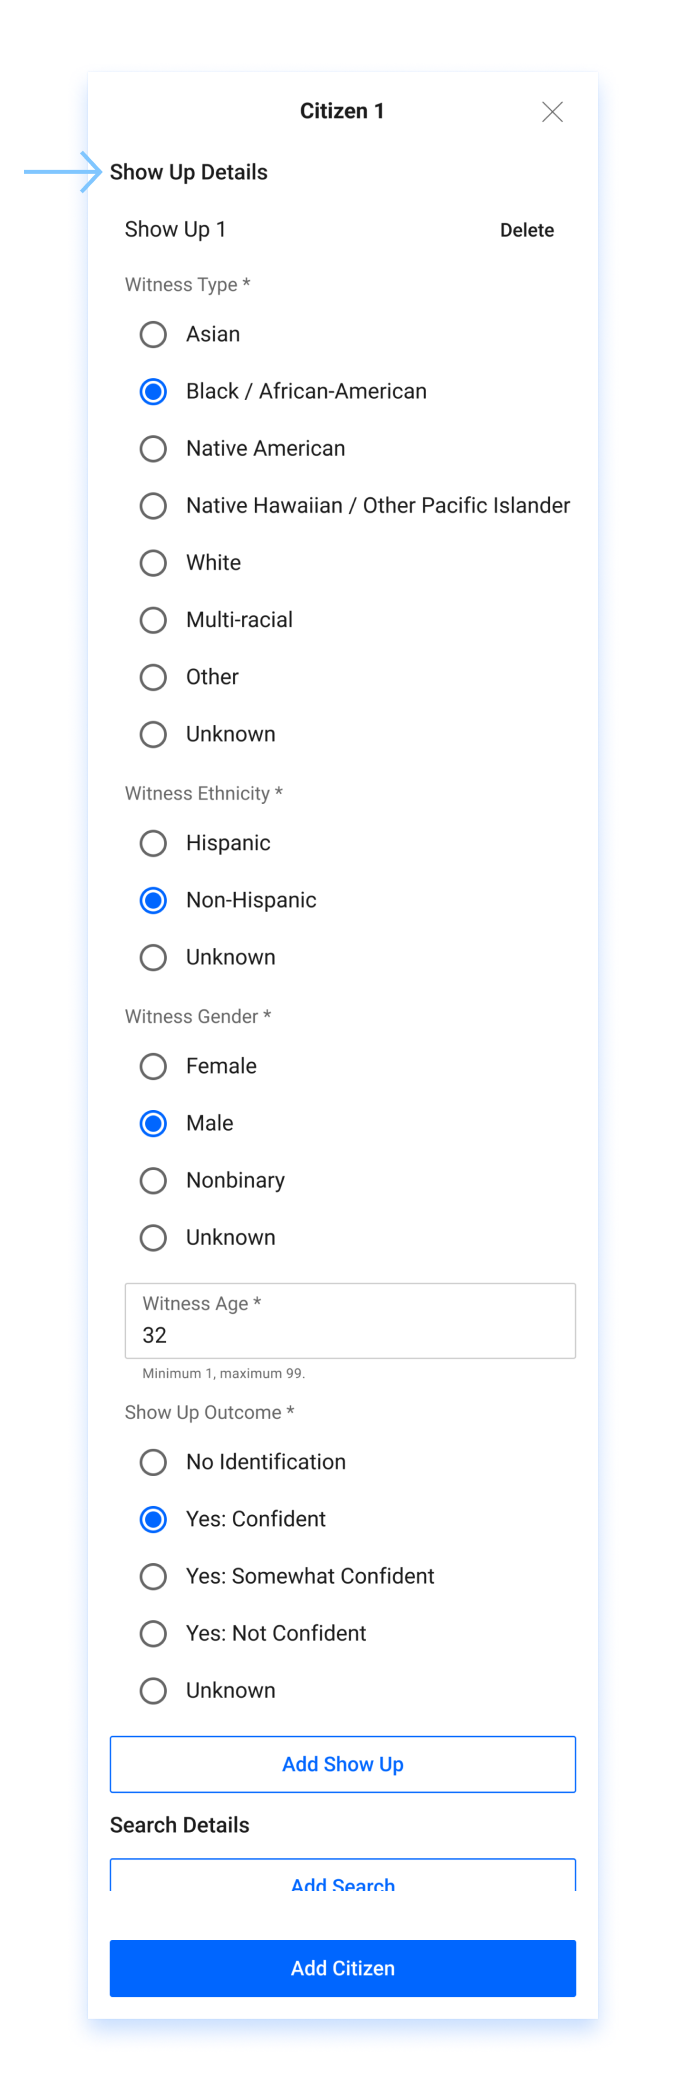 Citizen 1
Show Up Details
Show Up 1 Delete
Witness Type *
Asian
Black / African-American
Native American
Native Hawaiian / Other Pacific Islander
White
Multi-racial
Other
Unknown
Witness Ethnicity *
Hispanic
Non-Hispanic
Unknown
Witness Gender *
Female
Male
Nonbinary
Unknown
Witness Age *
32
Minimum 1, maximum 99.
Show Up Outcome *
No Identification
Yes: Confident
Yes: Somewhat Confident
Yes: Not Confident
Unknown
Add Show Up
Search Details
Add Search
Add Citizen